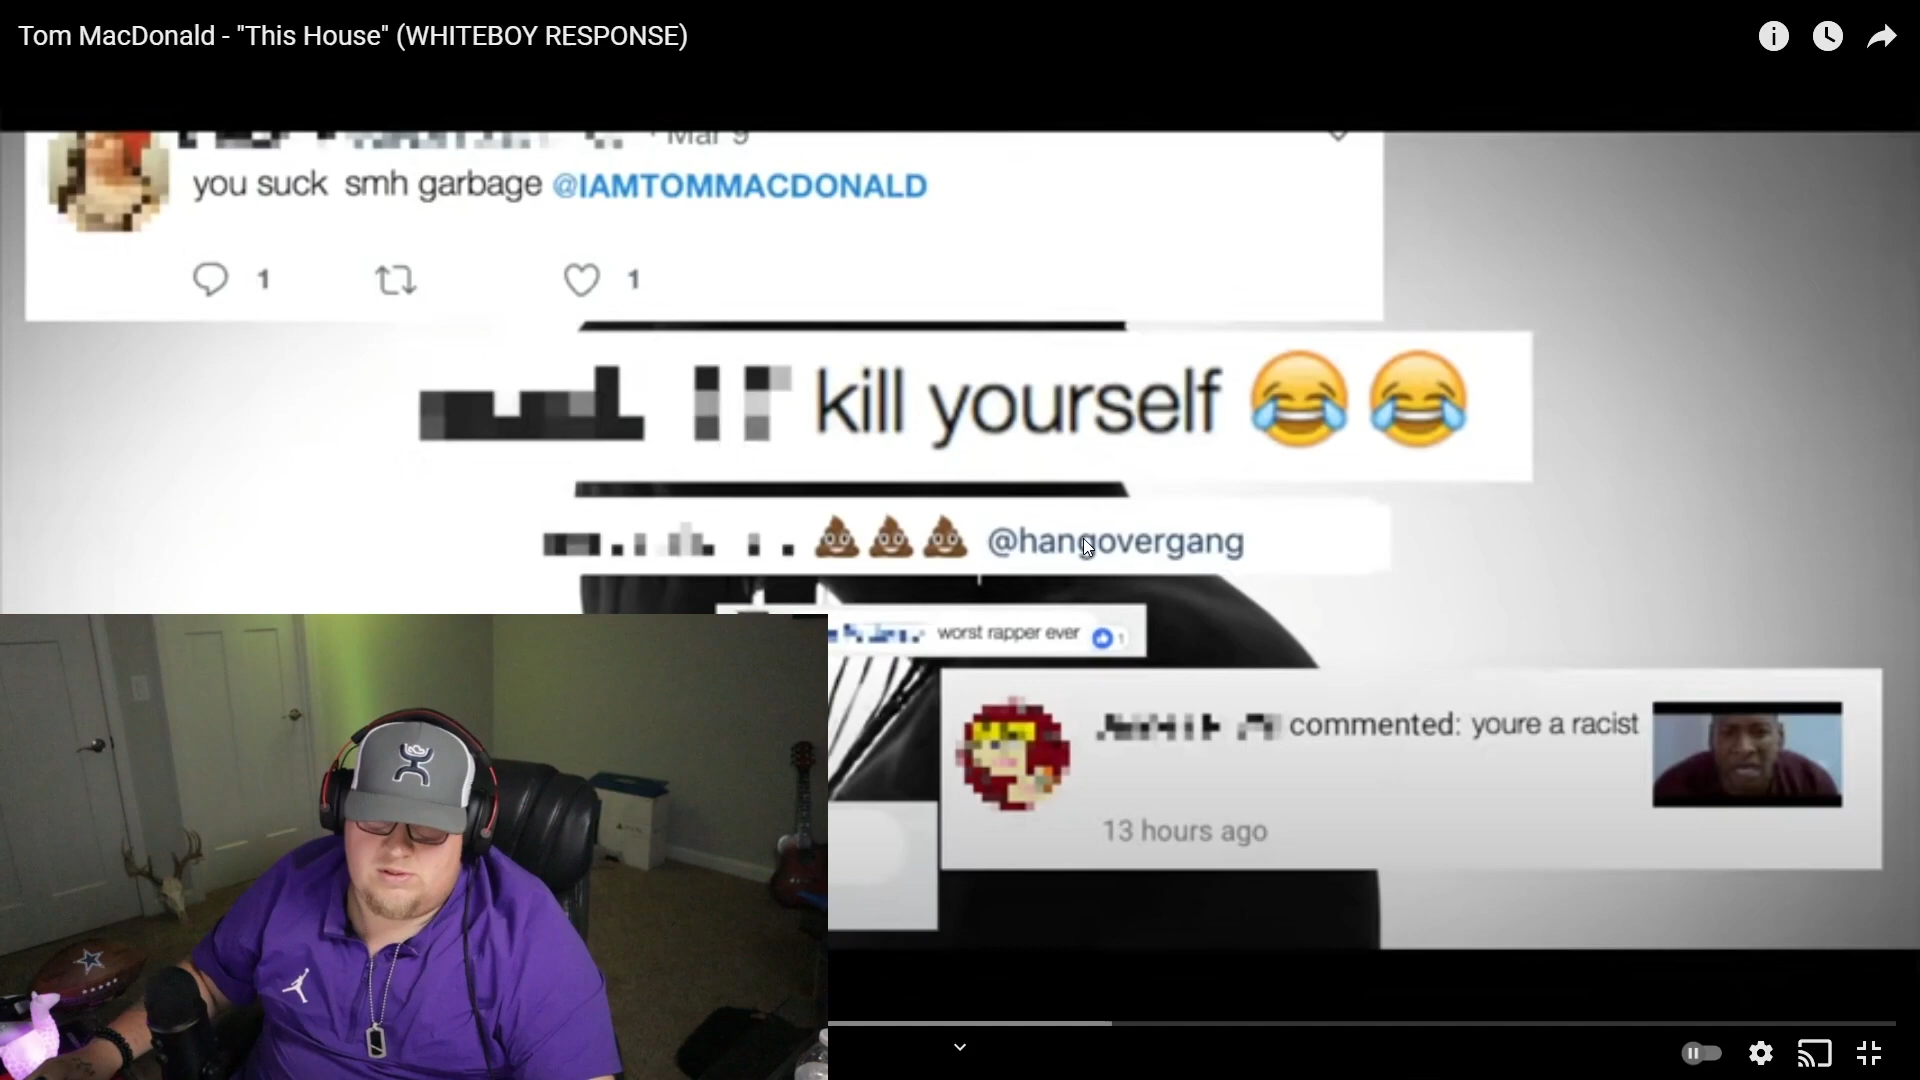 Tom MacDonald - "This House" (WHITEBOY RESPONSE)
· Mar 9
you suck smh garbage @IAMTOMMACDONALD
1 1
kill yourself 😂 😂
💩💩💩 @hangovergang
worst rapper ever 1
commented: youre a racist
13 hours ago